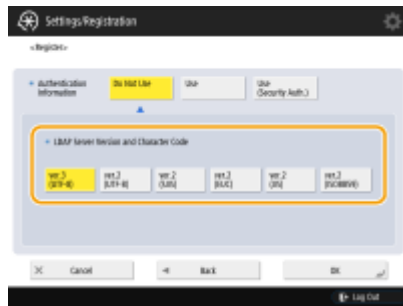 Settings/Registration
<Register>
Authentication Information
Do Not Use
Use
Use (Security Auth.)
LDAP Server Version and Character Code
ver.3 (UTF-8)
ver.2 (UTF-8)
ver.2 (SJIS)
ver.2 (EUC)
ver.2 (JIS)
ver.2 (ISO8859)
Cancel
Back
OK
Log Out